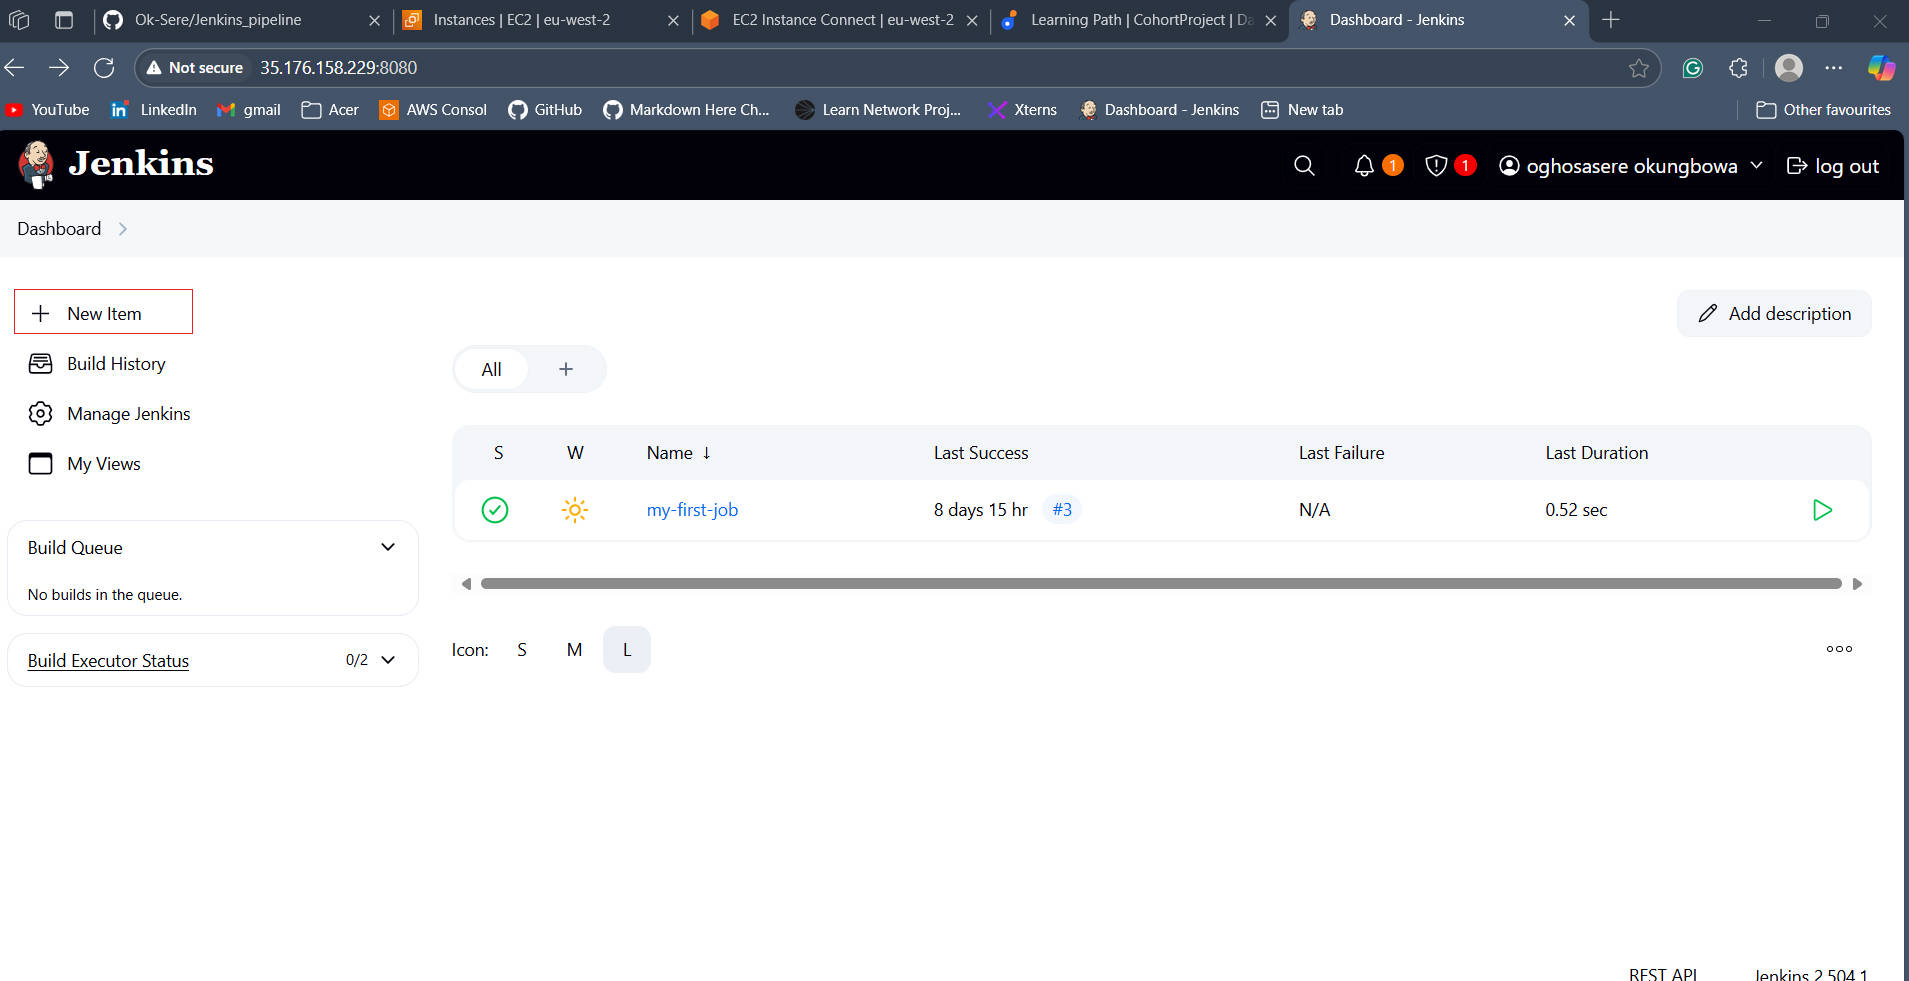 Ok-Sere/Jenkins_pipeline
Instances | EC2 | eu-west-2
EC2 Instance Connect | eu-west-2
Learning Path | CohortProject | Da
Dashboard - Jenkins
Not secure 35.176.158.229:8080
YouTube LinkedIn gmail Acer AWS Consol GitHub Markdown Here Ch... Learn Network Proj... Xterns Dashboard - Jenkins New tab Other favourites
Jenkins 1 1 oghosasere okungbowa log out
Dashboard
New Item
Add description
Build History
All +
Manage Jenkins
My Views
S W Name ↓ Last Success Last Failure Last Duration
my-first-job 8 days 15 hr #3 N/A 0.52 sec
Build Queue
No builds in the queue.
Build Executor Status 0/2
Icon: S M L
REST API Jenkins 2.504.1